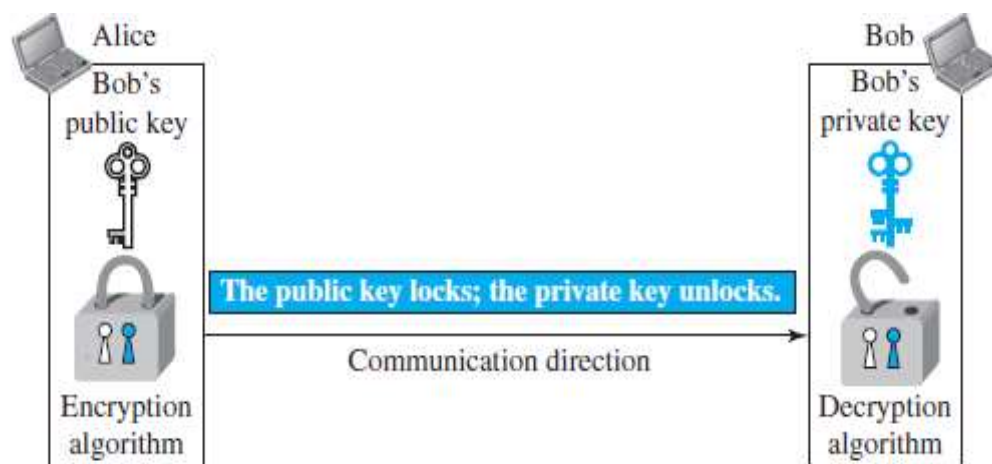 Alice
Bob's
public key
Encryption
algorithm
The public key locks; the private key unlocks.
Communication direction
Bob
Bob's
private key
Decryption
algorithm